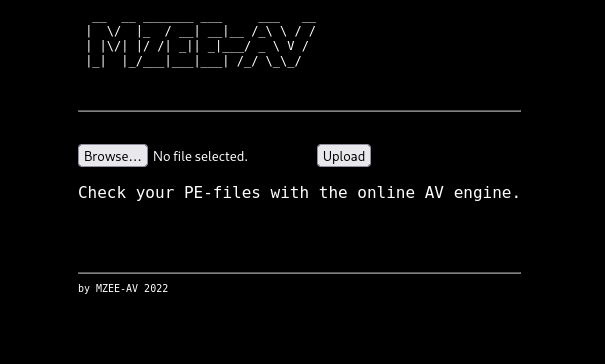 MZEE-AV
Browse... No file selected. Upload
Check your PE-files with the online AV engine.
by MZEE-AV 2022